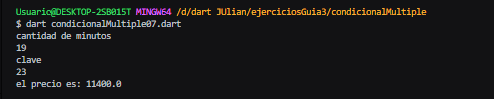 Usuario@DESKTOP-2SB015T MINGW64 /d/dart JUlian/ejerciciosGuia3/condicionalMultiple
$ dart condicionalMultiple07.dart
cantidad de minutos
19
clave
23
el precio es: 11400.0